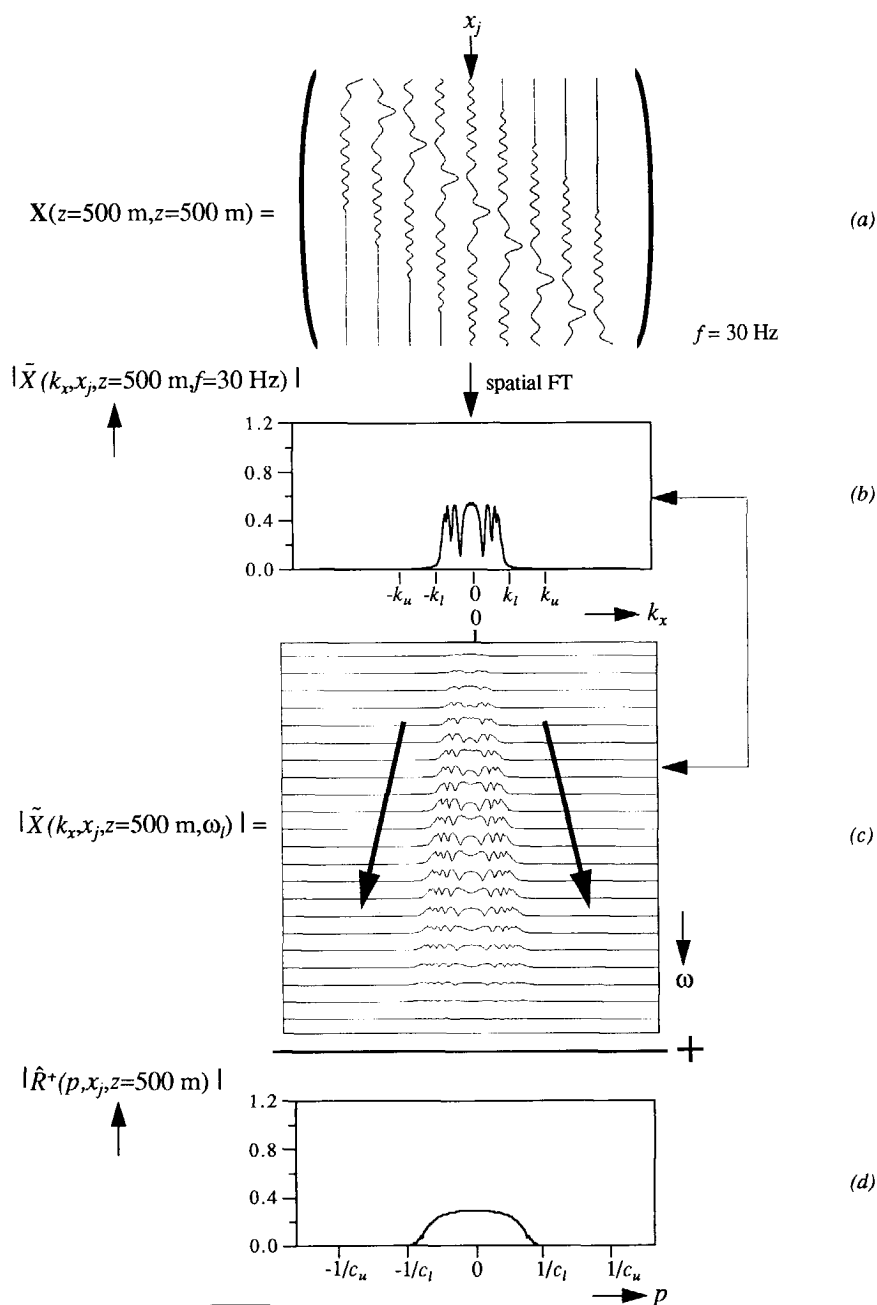 x_j
X(z=500 m,z=500 m) =
(a)
f = 30 Hz
|X̃(k_x,x_j,z=500 m,f=30 Hz)|
spatial FT
1.2
0.8
0.4
0.0
(b)
-k_u -k_l 0 k_l k_u
k_x
0
|X̃(k_x,x_j,z=500 m,ω_l)| =
(c)
ω
+
|R̂⁺(p,x_j,z=500 m)|
1.2
0.8
0.4
0.0
(d)
-1/c_u -1/c_l 0 1/c_l 1/c_u
p